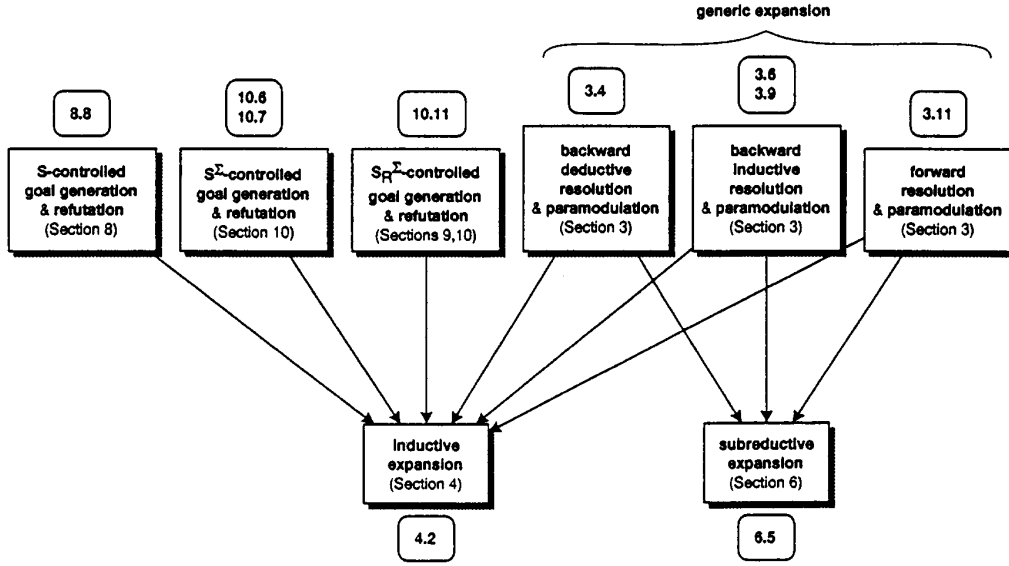 generic expansion
8.8
10.6
10.7
10.11
3.4
3.6
3.9
3.11
S-controlled
goal generation
& refutation
(Section 8)
S^Σ-controlled
goal generation
& refutation
(Section 10)
S_R^Σ-controlled
goal generation
& refutation
(Sections 9,10)
backward
deductive
resolution
& paramodulation
(Section 3)
backward
inductive
resolution
& paramodulation
(Section 3)
forward
resolution
& paramodulation
(Section 3)
inductive
expansion
(Section 4)
subreductive
expansion
(Section 6)
4.2
6.5